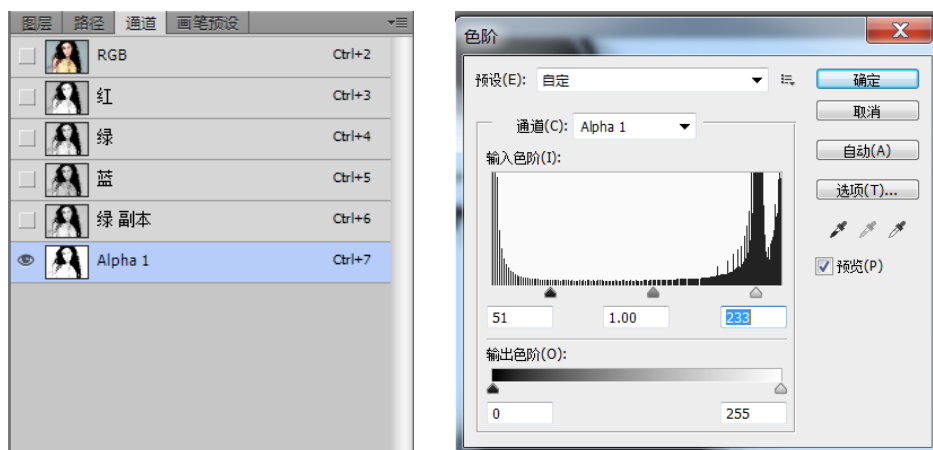 图层 路径 通道 画笔预设
RGB Ctrl+2
红 Ctrl+3
绿 Ctrl+4
蓝 Ctrl+5
绿 副本 Ctrl+6
Alpha 1 Ctrl+7
色阶
预设(E): 自定
通道(C): Alpha 1
输入色阶(I):
51 1.00 233
输出色阶(O):
0 255
确定
取消
自动(A)
选项(T)...
预览(P)